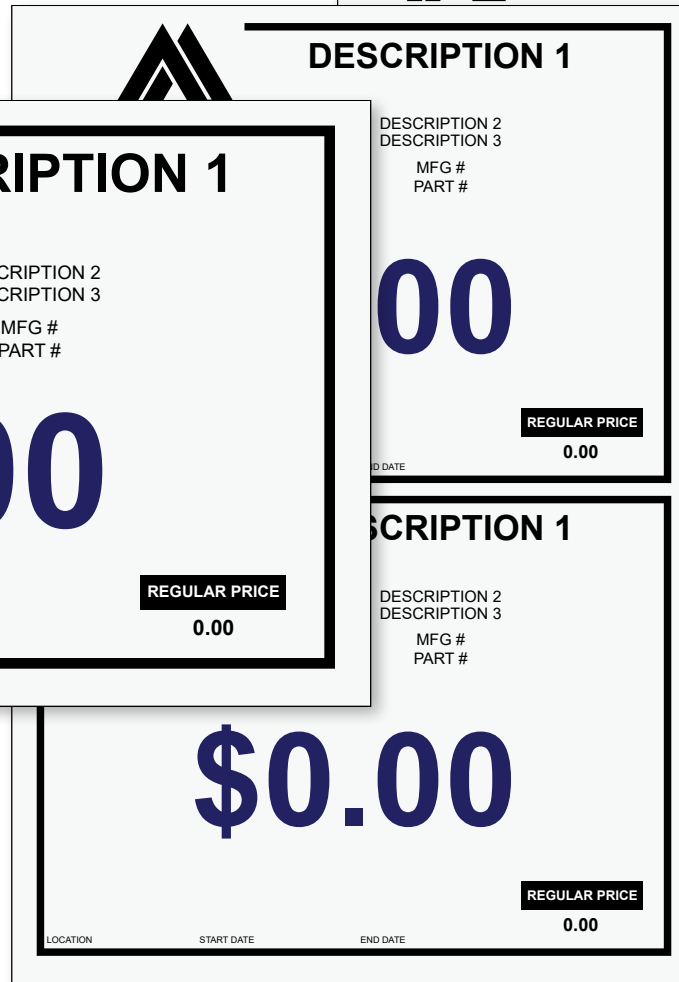 DESCRIPTION 1
DESCRIPTION 2
DESCRIPTION 3
MFG #
PART #
00
REGULAR PRICE
0.00
ND DATE
RIPTION 1
CRIPTION 2
CRIPTION 3
MFG #
PART #
00
REGULAR PRICE
0.00
SCRIPTION 1
DESCRIPTION 2
DESCRIPTION 3
MFG #
PART #
$0.00
REGULAR PRICE
0.00
LOCATION START DATE END DATE